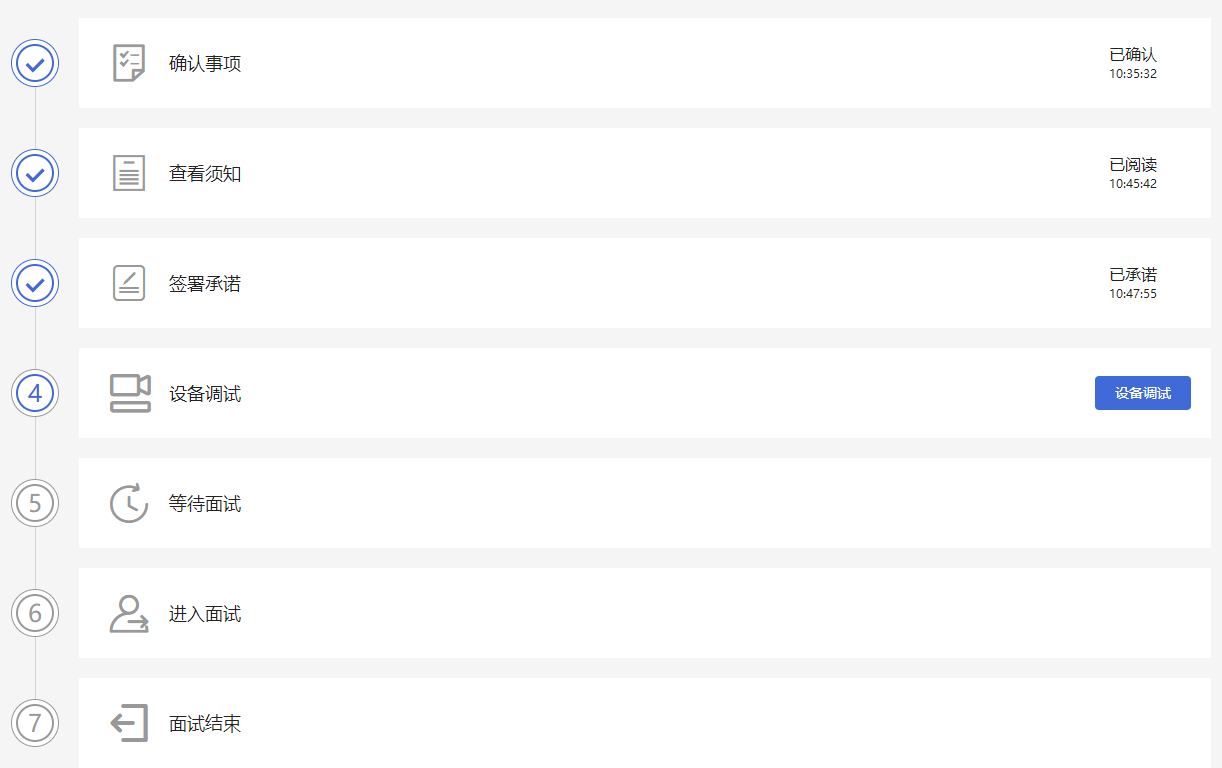 确认事项
已确认
10:35:32
查看须知
已阅读
10:45:42
签署承诺
已承诺
10:47:55
4
设备调试
设备调试
5
等待面试
6
进入面试
7
面试结束